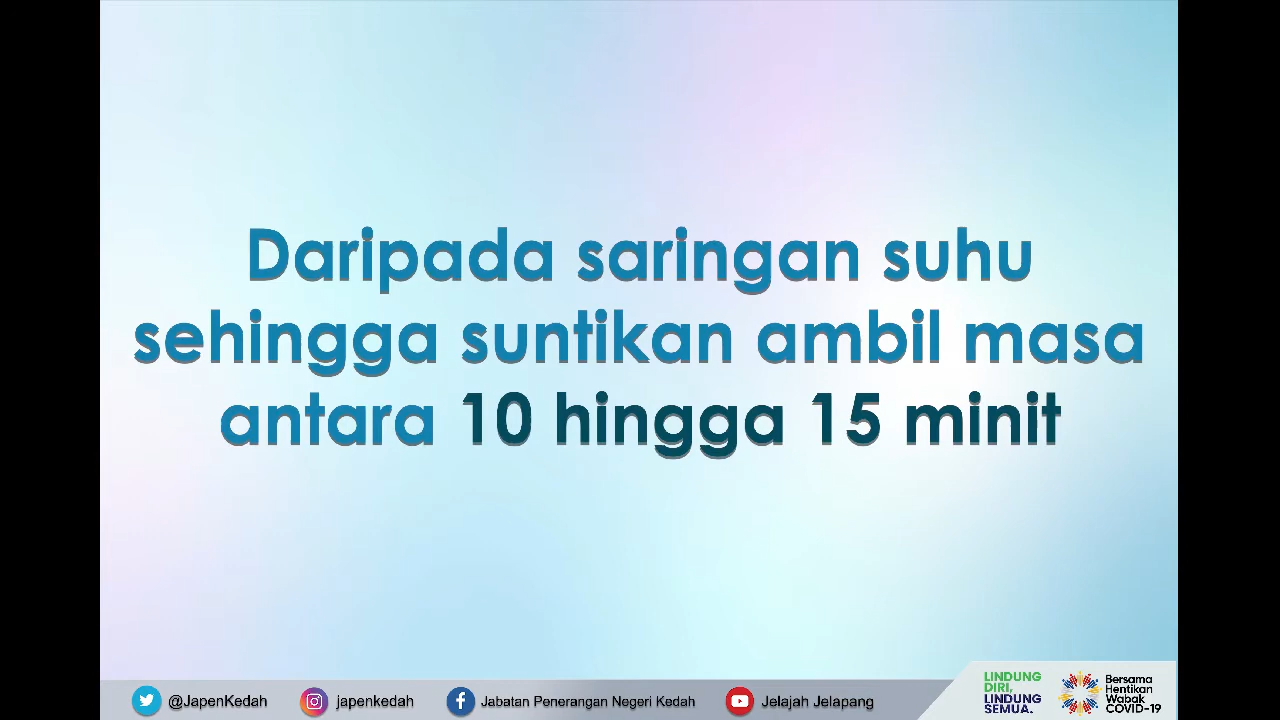 Daripada saringan suhu
sehingga suntikan ambil masa
antara 10 hingga 15 minit
@JapenKedah
japenkedah
Jabatan Penerangan Negeri Kedah
Jelajah Jelapang
LINDUNG
DIRI,
LINDUNG
SEMUA.
Bersama
Hentikan
Wabak
COVID-19